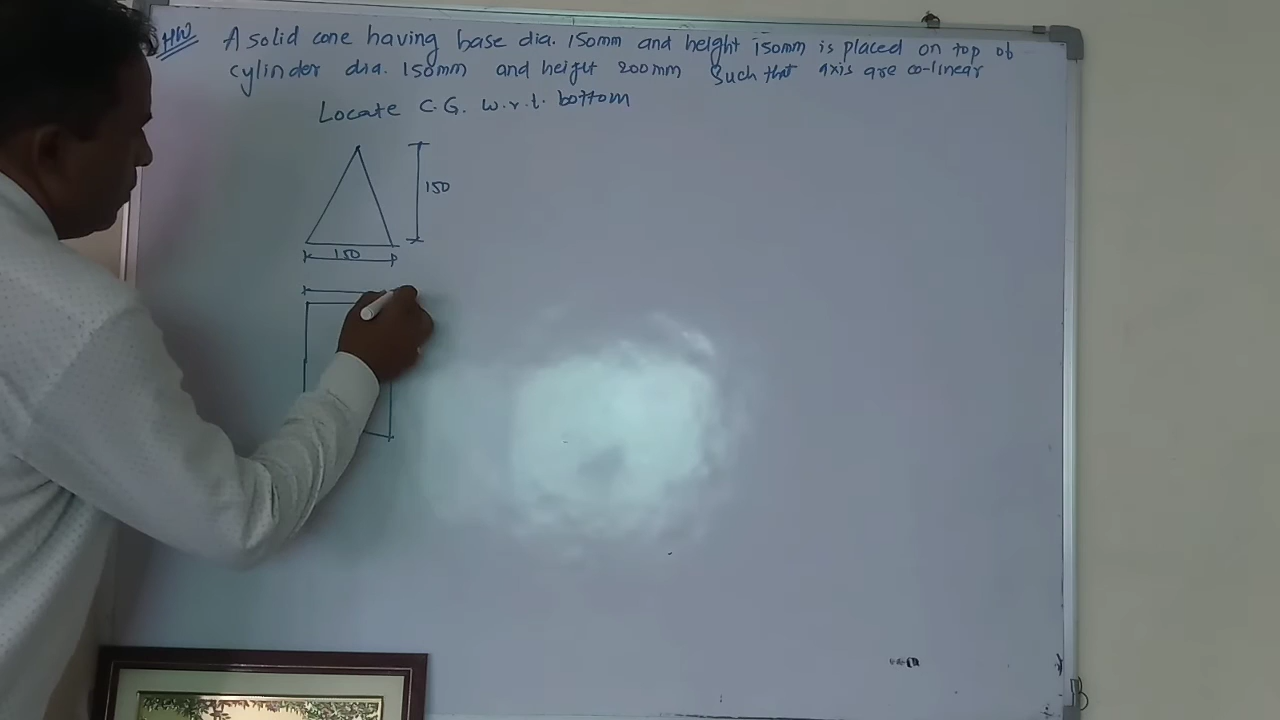 HW A solid cone having base dia. 150mm and height 150mm is placed on top of
cylinder dia. 150mm and height 200mm such that axis are co-linear
Locate C.G. w.r.t. bottom
150
150